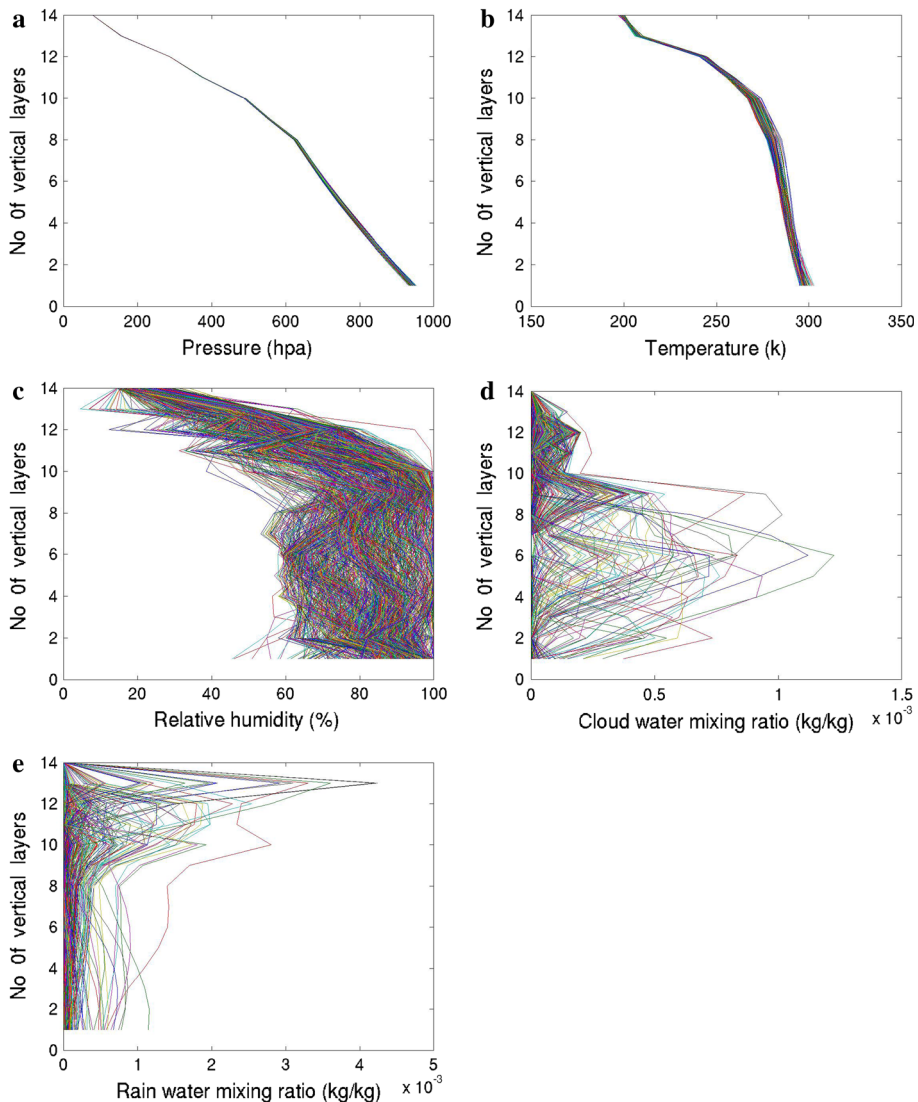 a
14
12
10
8
6
4
2
0
No 0f vertical layers
0 200 400 600 800 1000
Pressure (hpa)
b
14
12
10
8
6
4
2
0
No 0f vertical layers
150 200 250 300 350
Temperature (k)
c
14
12
10
8
6
4
2
0
No 0f vertical layers
0 20 40 60 80 100
Relative humidity (%)
d
14
12
10
8
6
4
2
0
No 0f vertical layers
0 0.5 1 1.5
Cloud water mixing ratio (kg/kg) x 10⁻³
e
14
12
10
8
6
4
2
0
No 0f vertical layers
0 1 2 3 4 5
Rain water mixing ratio (kg/kg) x 10⁻³